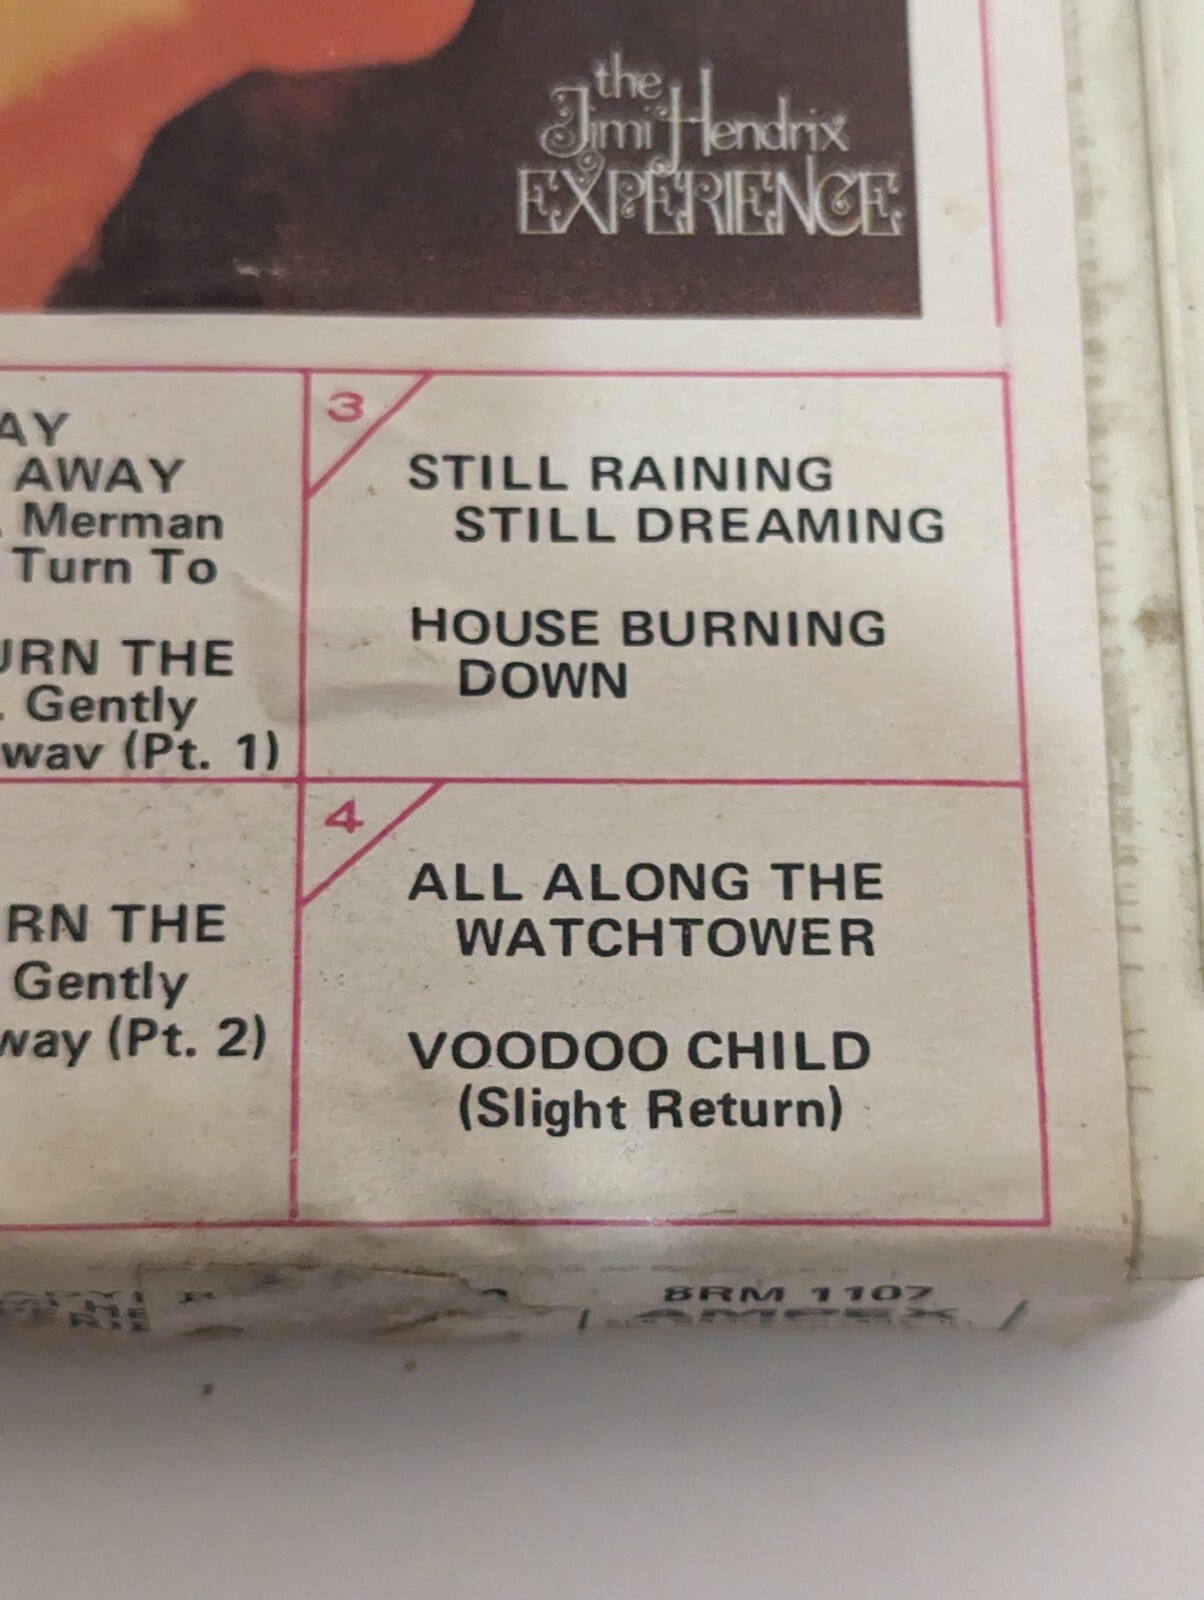 the
Jimi Hendrix
EXPERIENCE
AY
AWAY
. Merman
Turn To
URN THE
. Gently
way (Pt. 1)
3
STILL RAINING
STILL DREAMING
HOUSE BURNING
DOWN
RN THE
Gently
way (Pt. 2)
4
ALL ALONG THE
WATCHTOWER
VOODOO CHILD
(Slight Return)
8RM 1107
AMPEX